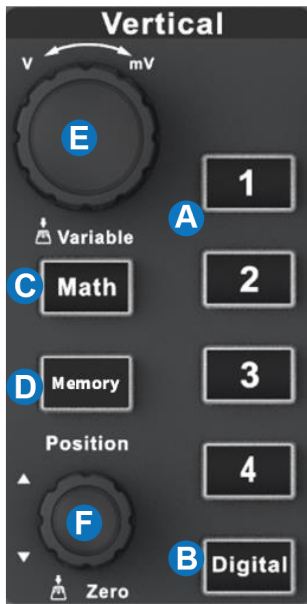 Vertical
V mV
E
1
A
Variable
C Math
2
D Memory
3
Position
4
F
B Digital
Zero